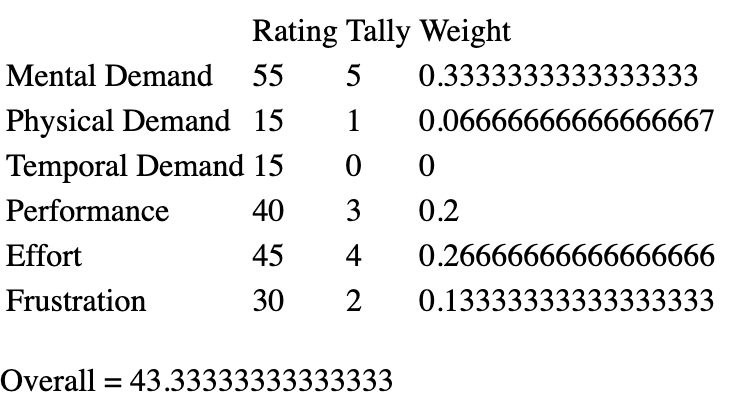 Rating Tally Weight
Mental Demand 55 5 0.3333333333333333
Physical Demand 15 1 0.06666666666666667
Temporal Demand 15 0 0
Performance 40 3 0.2
Effort 45 4 0.26666666666666666
Frustration 30 2 0.13333333333333333
Overall = 43.33333333333333